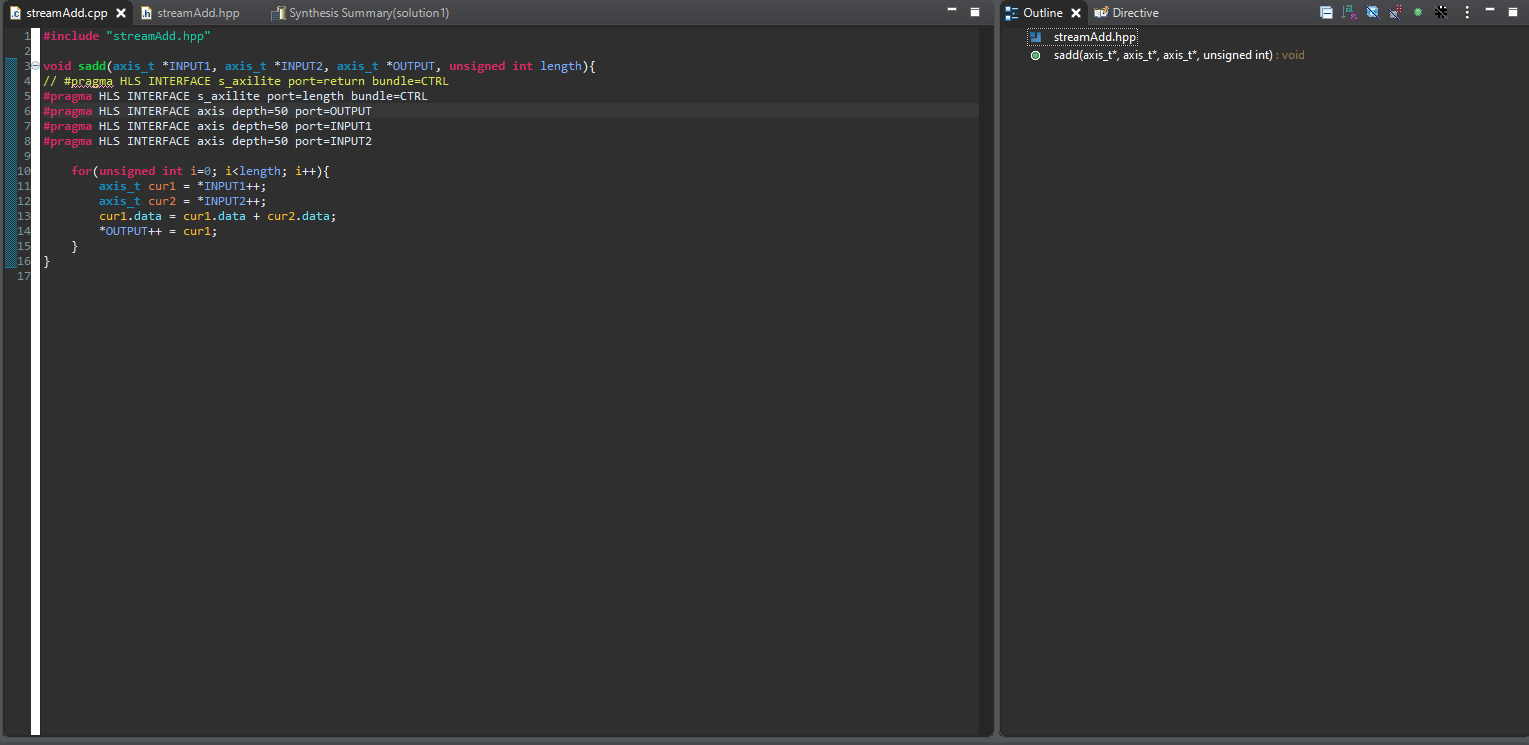 streamAdd.cpp streamAdd.hpp Synthesis Summary(solution1)
1 #include "streamAdd.hpp"
2
3 void sadd(axis_t *INPUT1, axis_t *INPUT2, axis_t *OUTPUT, unsigned int length){
4 // #pragma HLS INTERFACE s_axilite port=return bundle=CTRL
5 #pragma HLS INTERFACE s_axilite port=length bundle=CTRL
6 #pragma HLS INTERFACE axis depth=50 port=OUTPUT
7 #pragma HLS INTERFACE axis depth=50 port=INPUT1
8 #pragma HLS INTERFACE axis depth=50 port=INPUT2
9
10 for(unsigned int i=0; i<length; i++){
11 axis_t cur1 = *INPUT1++;
12 axis_t cur2 = *INPUT2++;
13 cur1.data = cur1.data + cur2.data;
14 *OUTPUT++ = cur1;
15 }
16 }
17
Outline Directive
streamAdd.hpp
sadd(axis_t*, axis_t*, axis_t*, unsigned int) : void